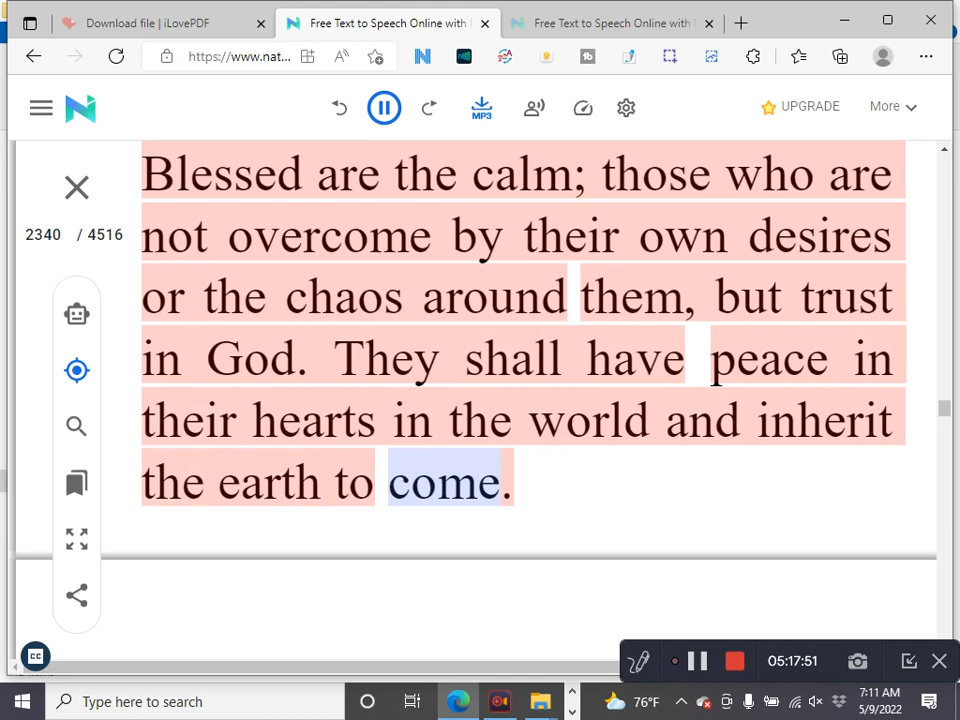 Download file | iLovePDF
Free Text to Speech Online with
Free Text to Speech Online with
https://www.nat...
UPGRADE
More
MP3
2340 / 4516
Blessed are the calm; those who are
not overcome by their own desires
or the chaos around them, but trust
in God. They shall have peace in
their hearts in the world and inherit
the earth to come.
CC
05:17:51
Type here to search
76°F
7:11 AM
5/9/2022